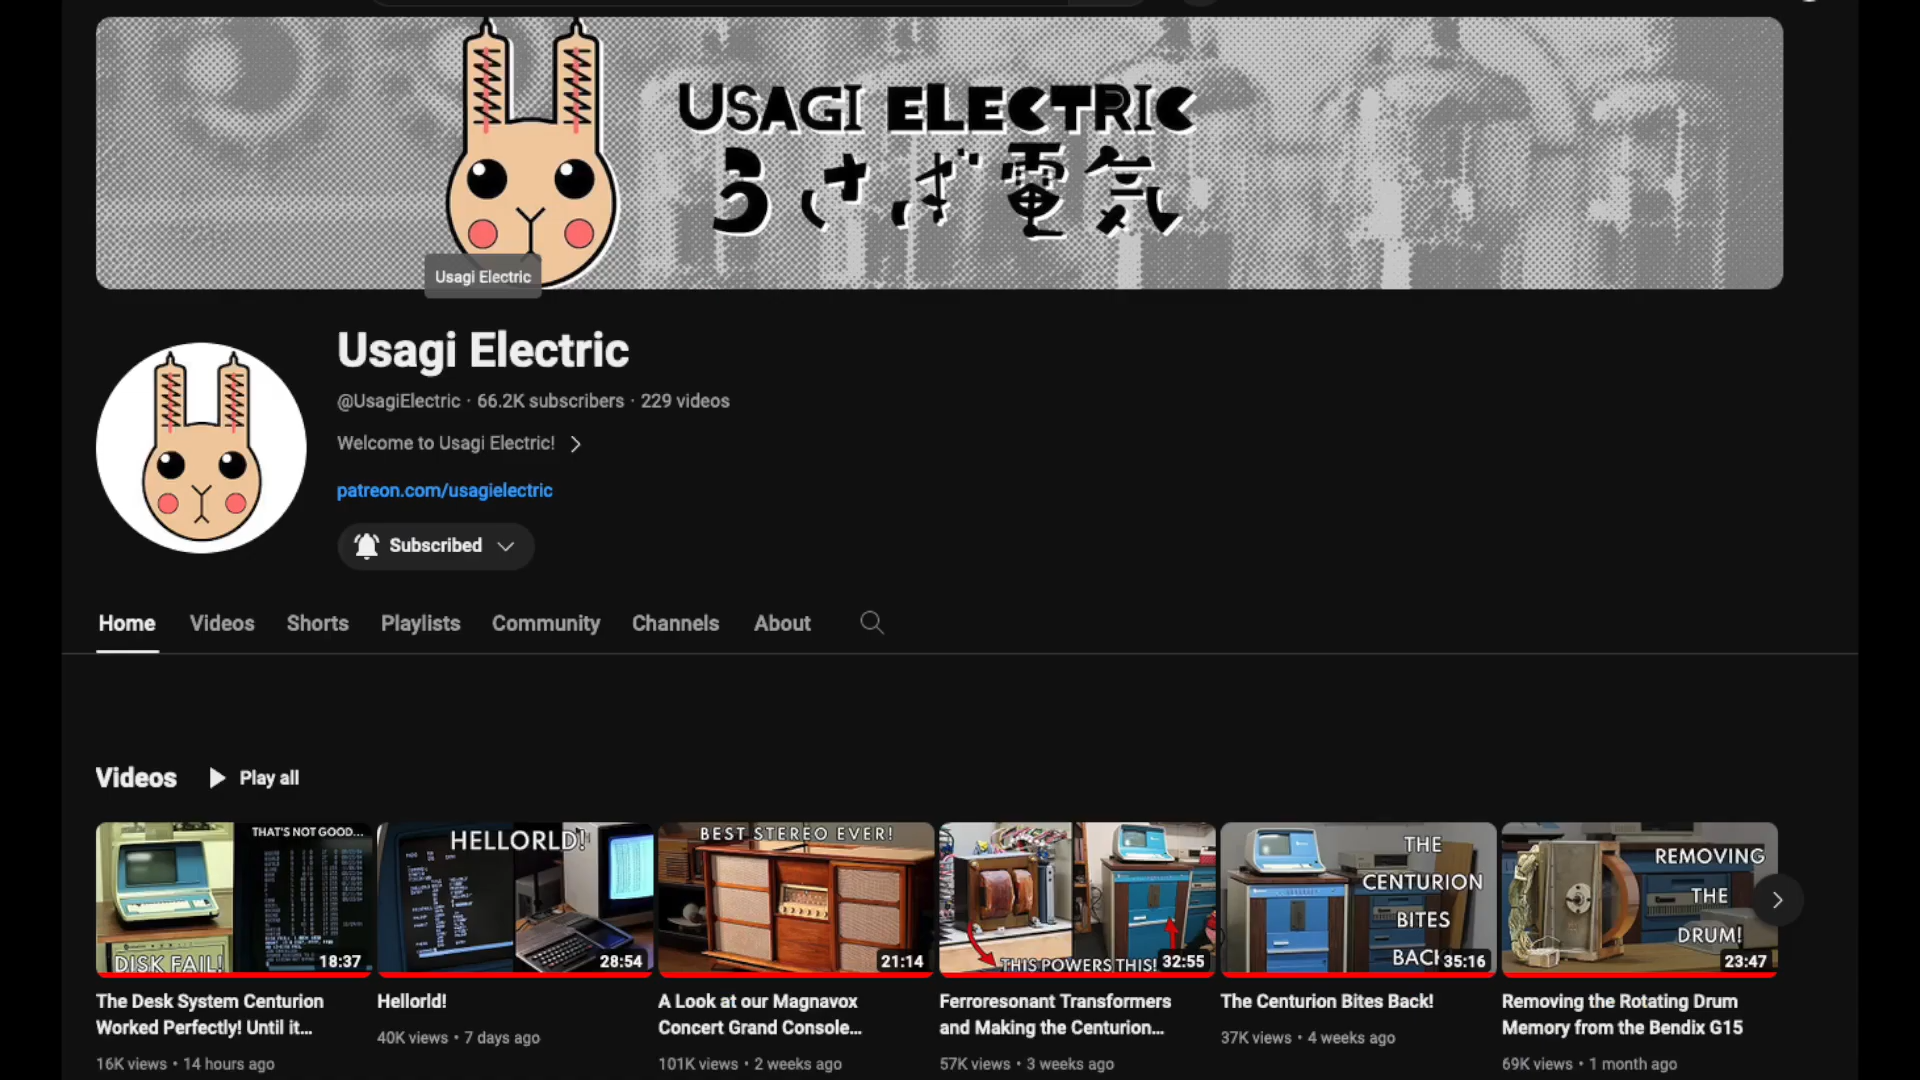 USAGI ELECTRIC
うさぎ電気
Usagi Electric
Usagi Electric
@UsagiElectric · 66.2K subscribers · 229 videos
Welcome to Usagi Electric!
patreon.com/usagielectric
Subscribed
Home Videos Shorts Playlists Community Channels About
Videos Play all
THAT'S NOT GOOD...
DISK FAIL!
18:37
HELLORLD!
28:54
BEST STEREO EVER!
21:14
THIS POWERS THIS!
32:55
THE
CENTURION
BITES
BACK
35:16
REMOVING
THE
DRUM!
23:47
The Desk System Centurion
Worked Perfectly! Until it...
16K views • 14 hours ago
Hellorld!
40K views • 7 days ago
A Look at our Magnavox
Concert Grand Console...
101K views • 2 weeks ago
Ferroresonant Transformers
and Making the Centurion...
57K views • 3 weeks ago
The Centurion Bites Back!
37K views • 4 weeks ago
Removing the Rotating Drum
Memory from the Bendix G15
69K views • 1 month ago